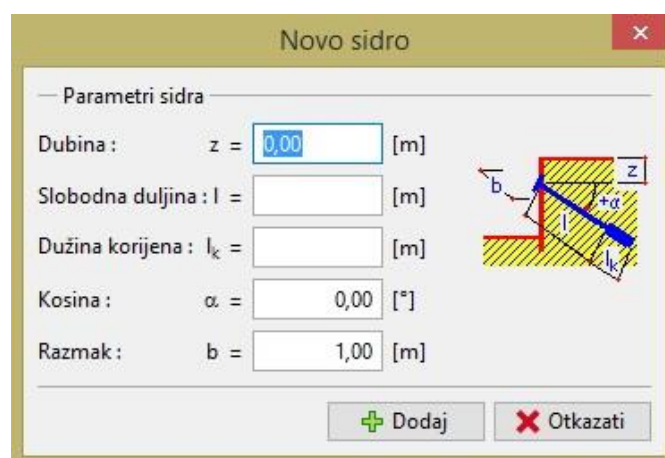 Novo sidro
Parametri sidra
Dubina : z = 0,00 [m]
Slobodna duljina : l = [m]
Dužina korijena : lk = [m]
Kosina : α = 0,00 [°]
Razmak : b = 1,00 [m]
z
b
+α
l
lk
Dodaj
Otkazati